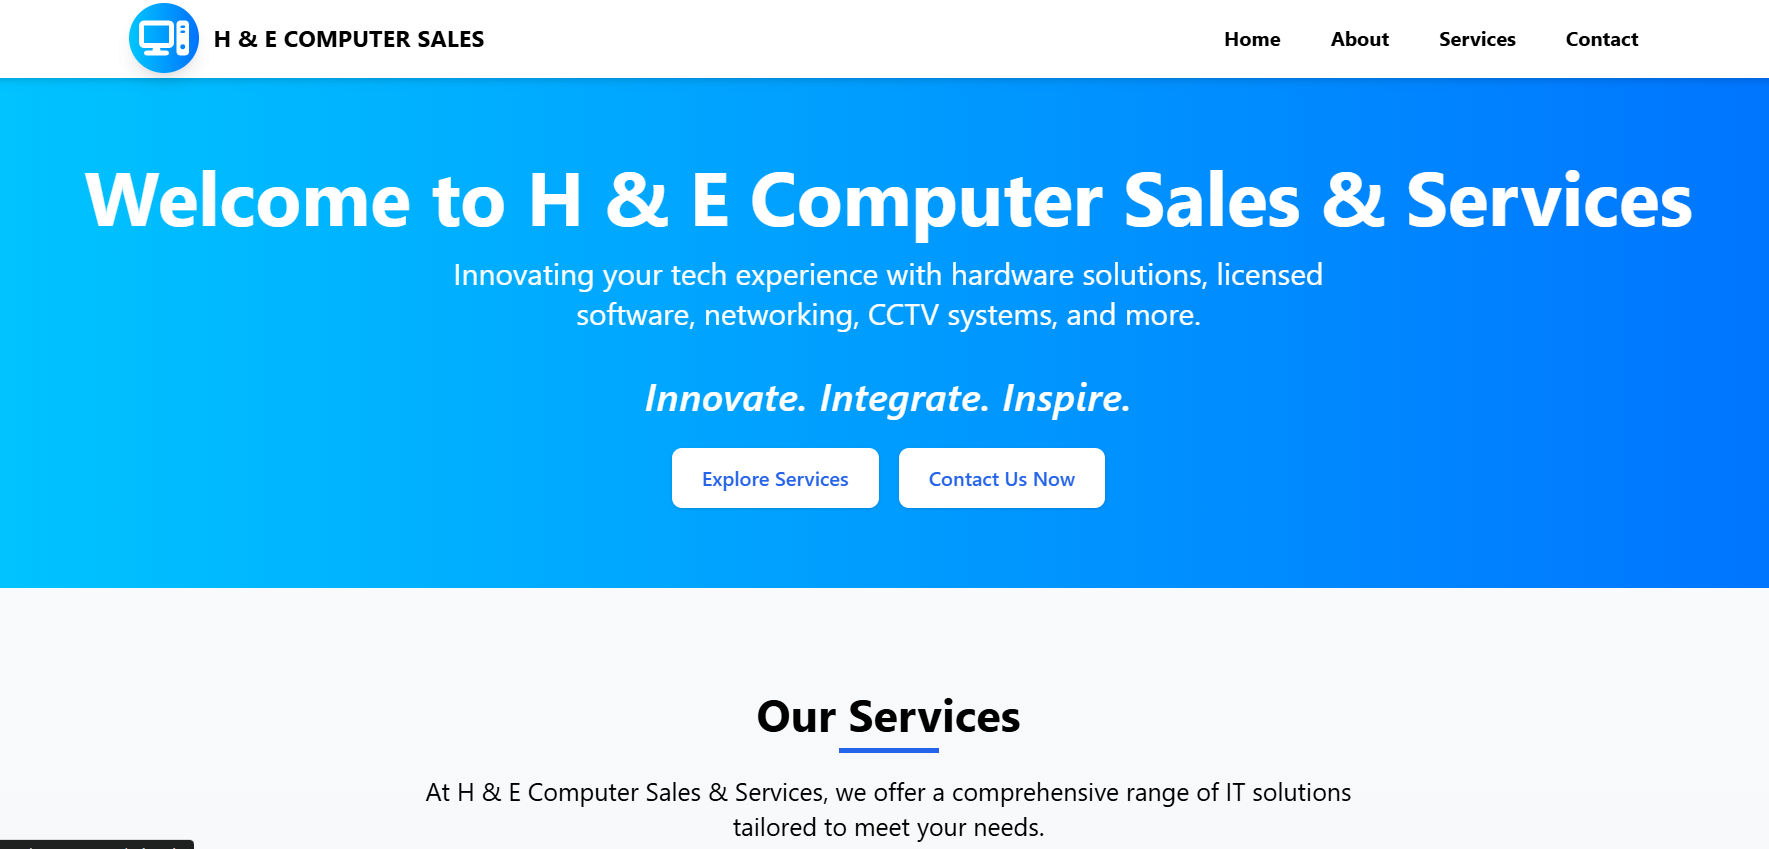 H & E COMPUTER SALES
Home
About
Services
Contact
Welcome to H & E Computer Sales & Services
Innovating your tech experience with hardware solutions, licensed
software, networking, CCTV systems, and more.
Innovate. Integrate. Inspire.
Explore Services
Contact Us Now
Our Services
At H & E Computer Sales & Services, we offer a comprehensive range of IT solutions
tailored to meet your needs.